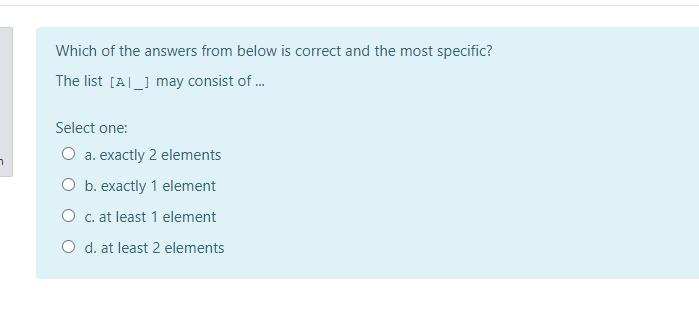 Which of the answers from below is correct and the most specific?
The list [A|_] may consist of ...
Select one:
a. exactly 2 elements
b. exactly 1 element
c. at least 1 element
d. at least 2 elements